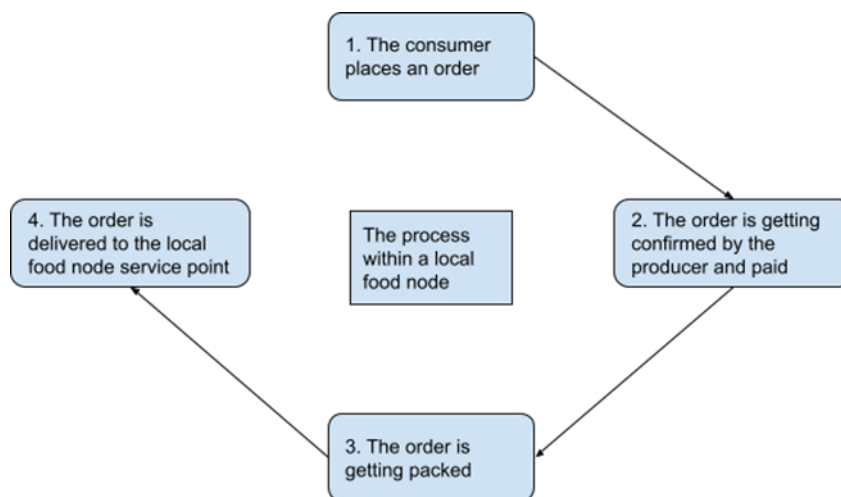 1. The consumer
places an order
2. The order is getting
confirmed by the
producer and paid
3. The order is
getting packed
4. The order is
delivered to the local
food node service point
The process
within a local
food node